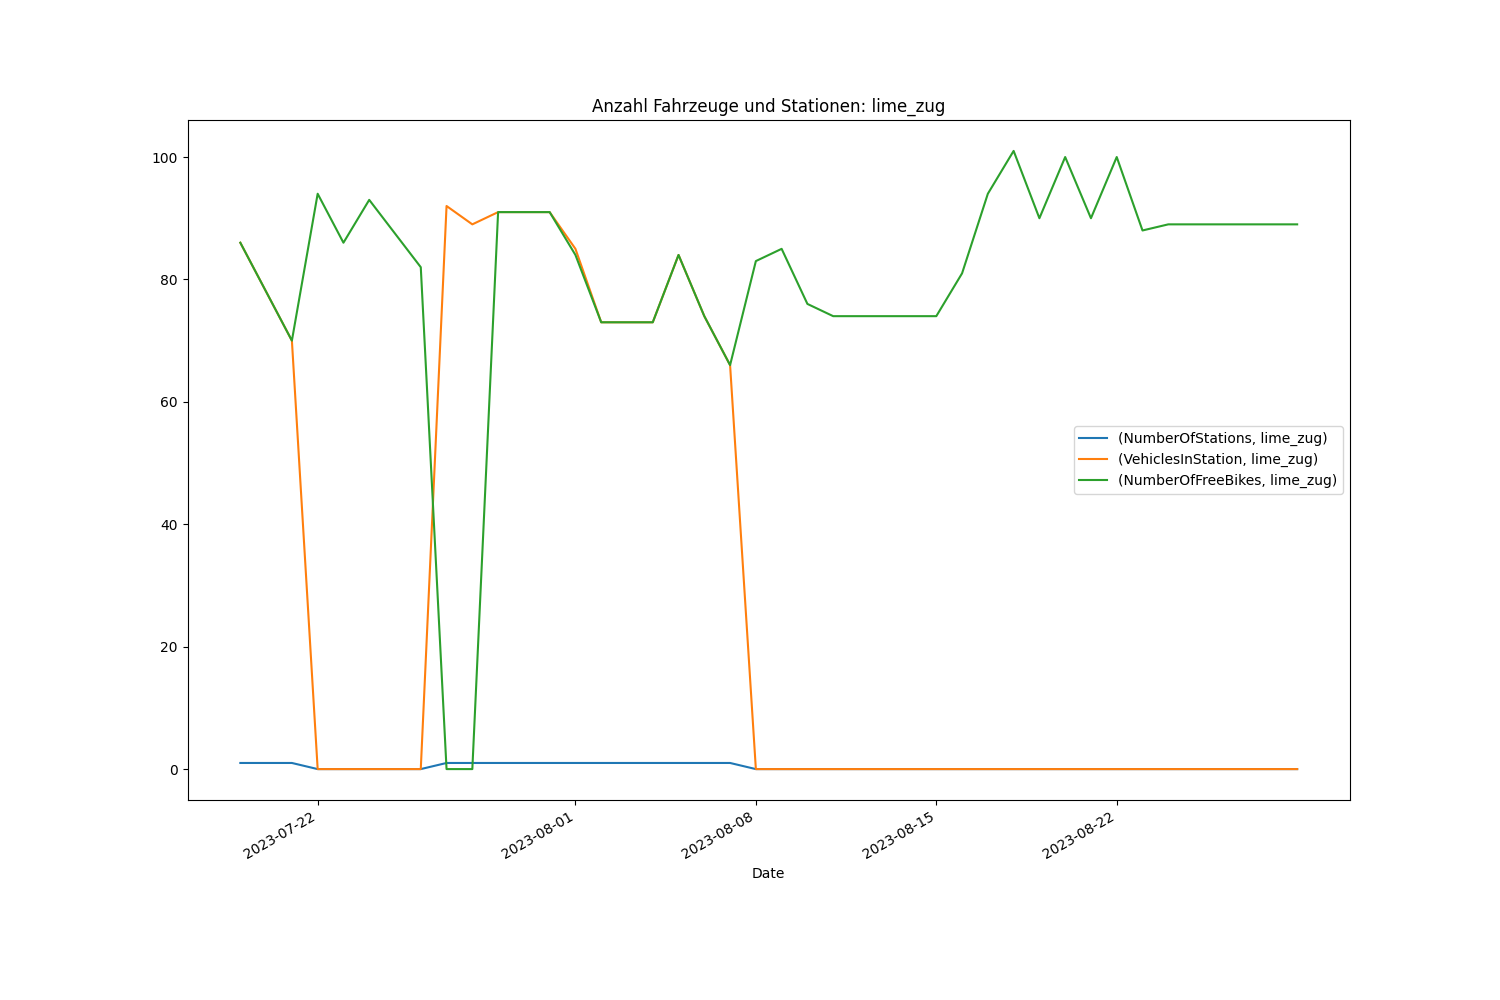 Anzahl Fahrzeuge und Stationen: lime_zug
100
80
60
40
20
0
(NumberOfStations, lime_zug)
(VehiclesInStation, lime_zug)
(NumberOfFreeBikes, lime_zug)
2023-07-22
2023-08-01
2023-08-08
2023-08-15
2023-08-22
Date